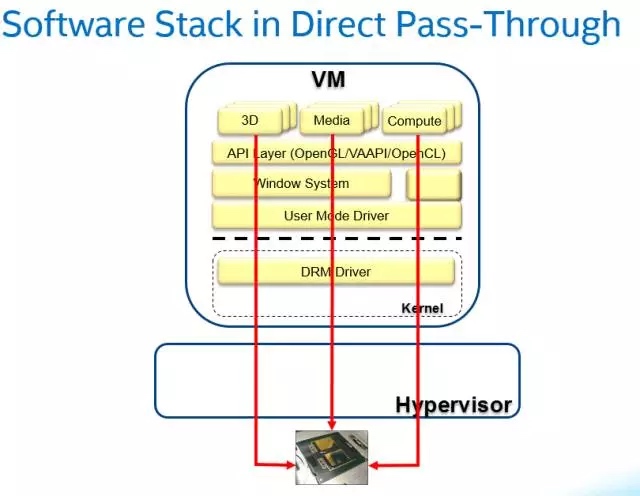 Software Stack in Direct Pass-Through
VM
3D
Media
Compute
API Layer (OpenGL/VAAPI/OpenCL)
Window System
User Mode Driver
DRM Driver
Kernel
Hypervisor